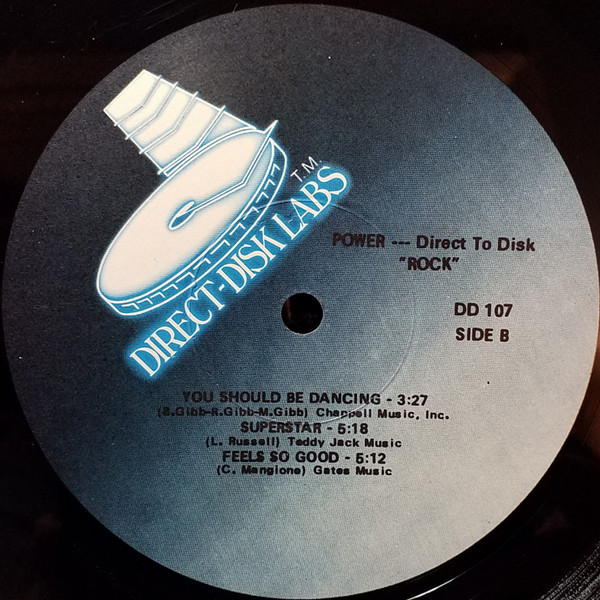 T.M.
DIRECT-DISK LABS
POWER --- Direct To Disk
"ROCK"
DD 107
SIDE B
YOU SHOULD BE DANCING - 3:27
(B.Gibb-R.Gibb-M.Gibb) Chappell Music, Inc.
SUPERSTAR - 5:18
(L. Russell) Teddy Jack Music
FEELS SO GOOD - 5:12
(C. Mangione) Gates Music